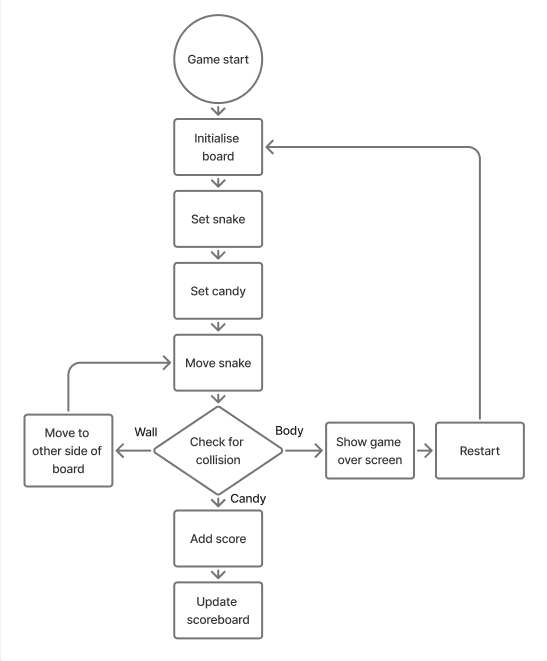 Game start
Initialise
board
Set snake
Set candy
Move snake
Move to
other side of
board
Wall
Check for
collision
Body
Show game
over screen
Restart
Candy
Add score
Update
scoreboard